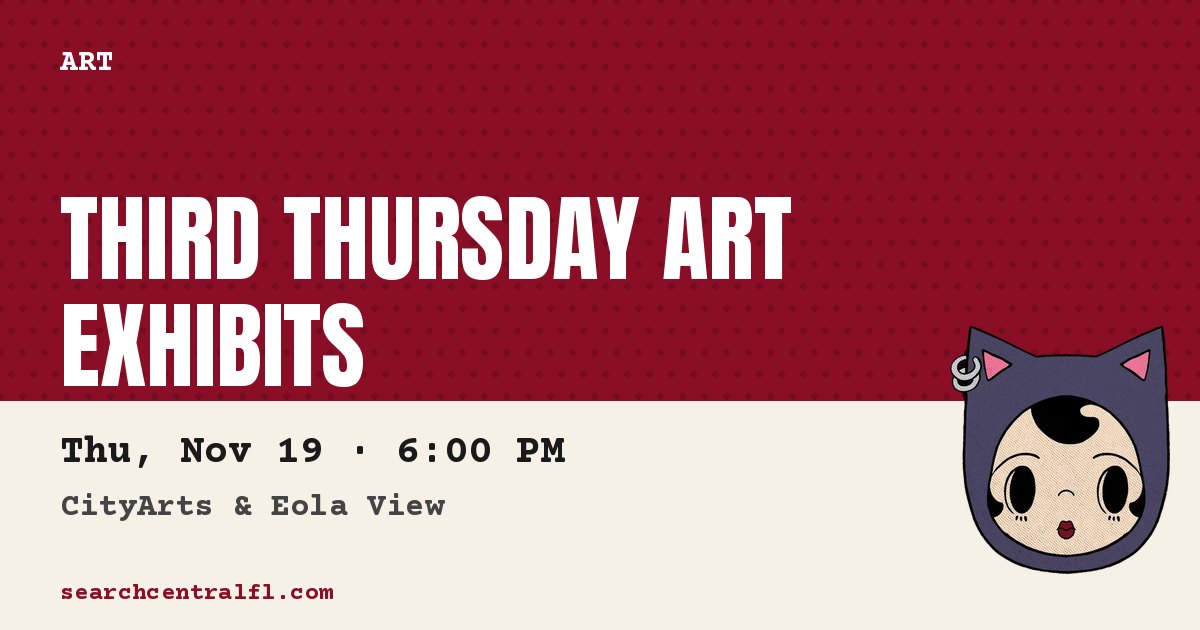 ART
THIRD THURSDAY ART
EXHIBITS
Thu, Nov 19 · 6:00 PM
CityArts & Eola View
searchcentralfl.com